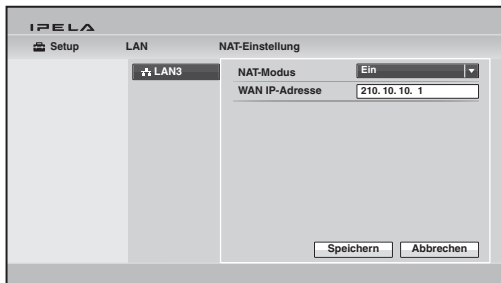 IPELA
Setup LAN NAT-Einstellung
LAN3
NAT-Modus Ein
WAN IP-Adresse 210. 10. 10. 1
Speichern Abbrechen